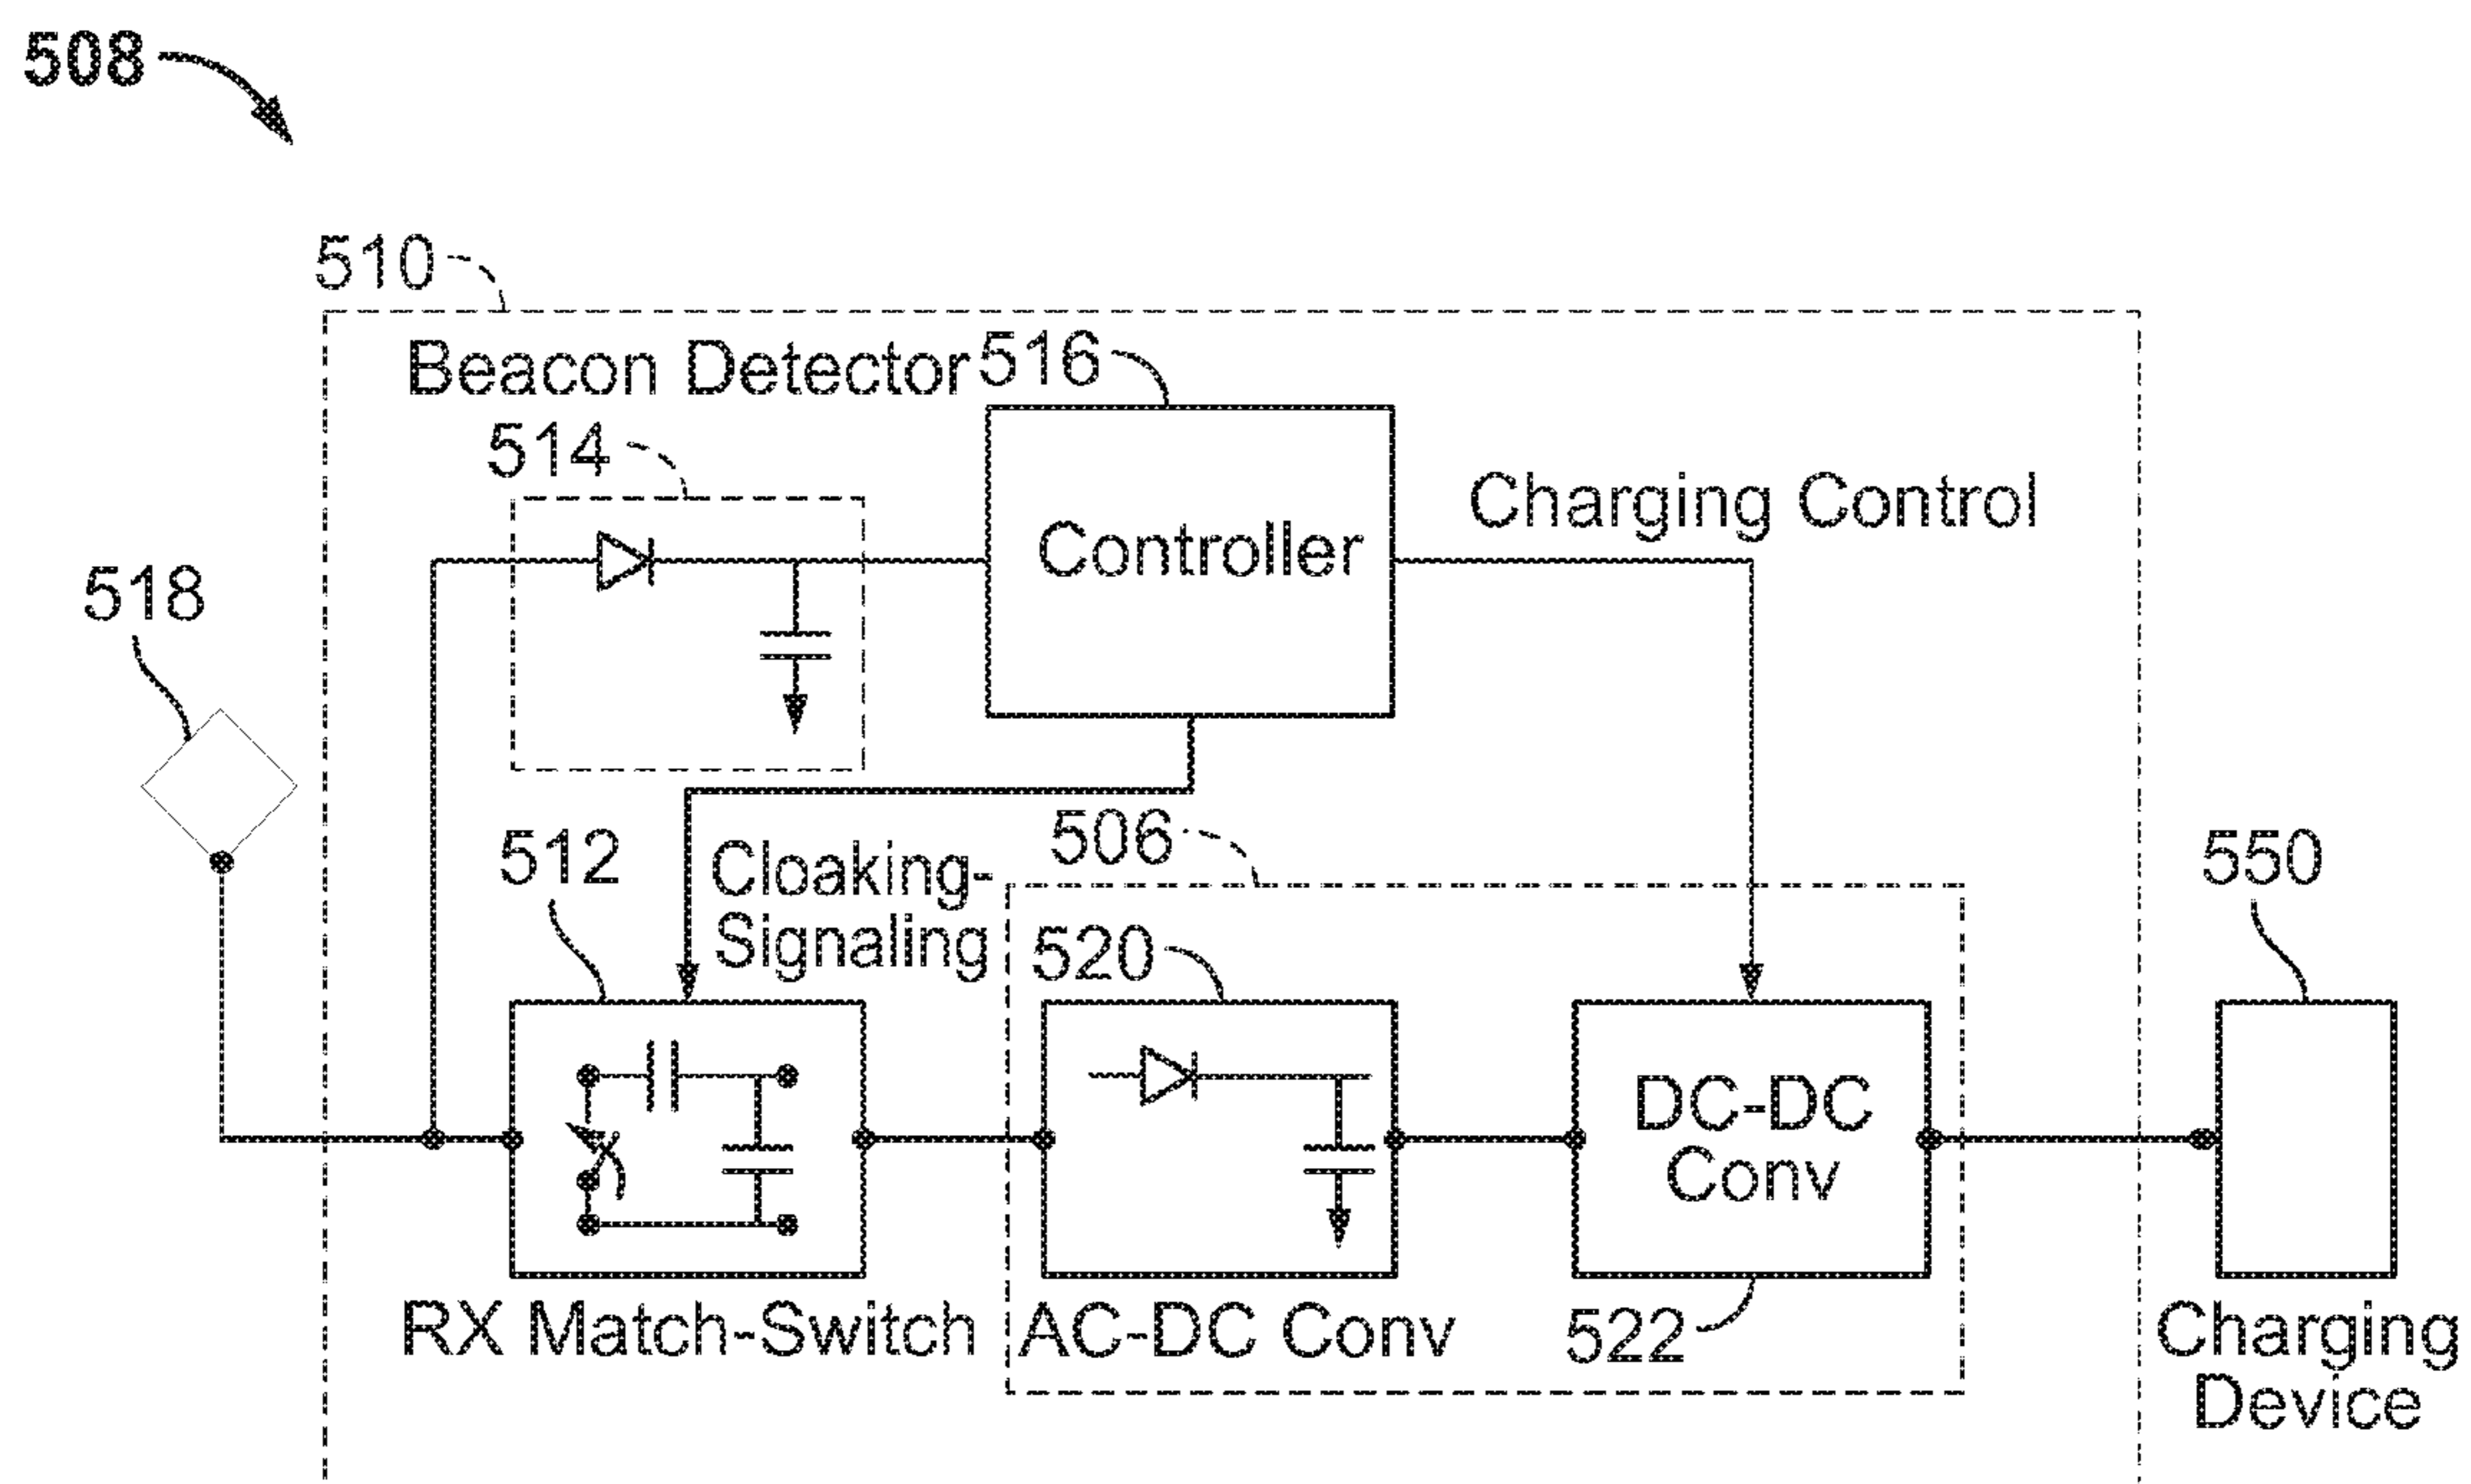 508
510
Beacon Detector
516
514
Controller
Charging Control
518
512
Cloaking-
Signaling
506
520
550
DC-DC
Conv
RX Match-Switch
AC-DC Conv
522
Charging
Device